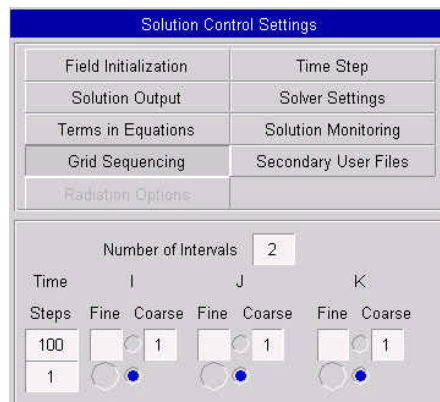 Solution Control Settings
Field Initialization Time Step
Solution Output Solver Settings
Terms in Equations Solution Monitoring
Grid Sequencing Secondary User Files
Radiation Options
Number of Intervals 2
Time I J K
Steps Fine Coarse Fine Coarse Fine Coarse
100 1 1 1
1